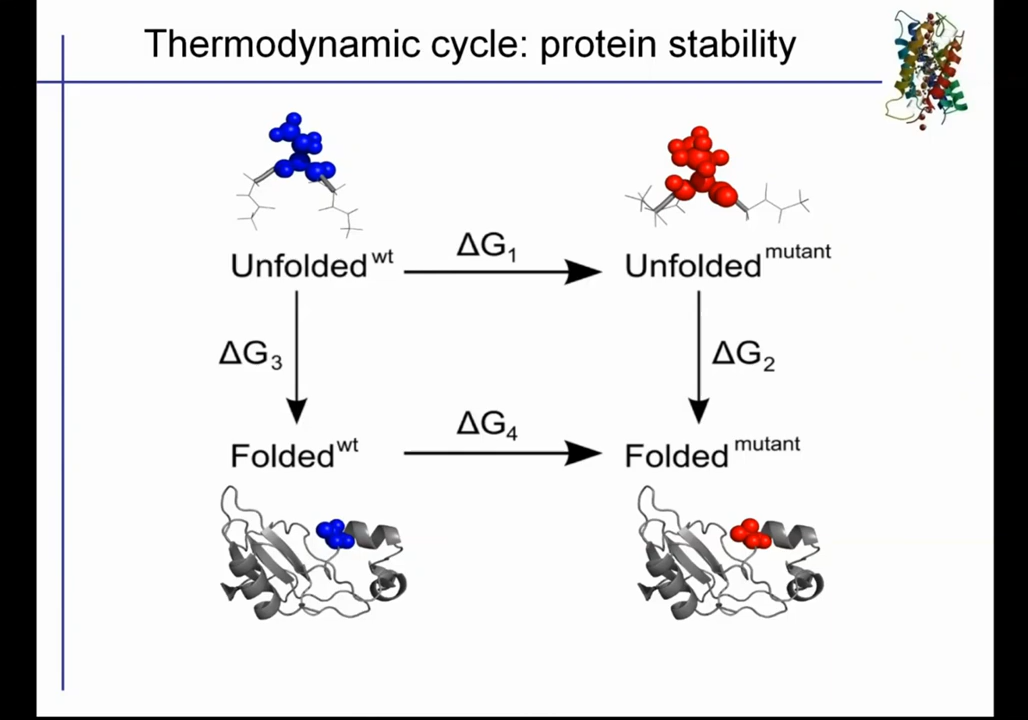 Thermodynamic cycle: protein stability
Unfolded^wt ΔG₁ Unfolded^mutant
ΔG₃ ΔG₂
Folded^wt ΔG₄ Folded^mutant